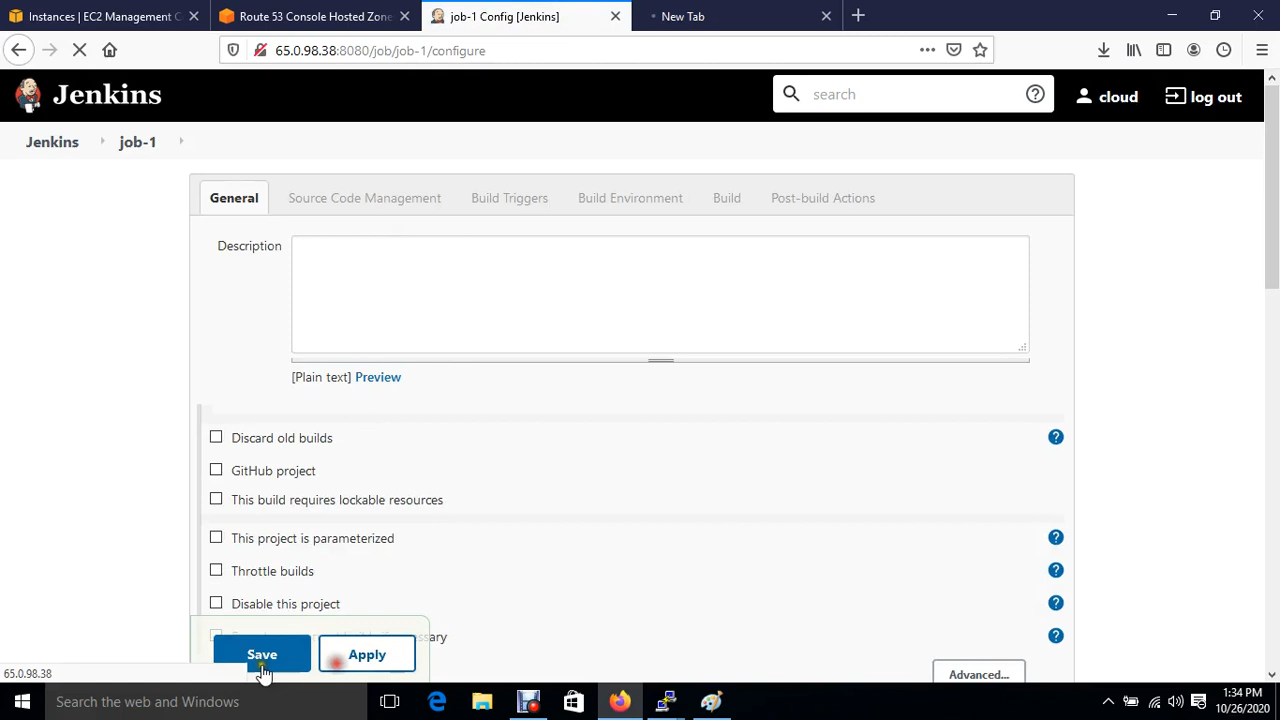 Instances | EC2 Management C
Route 53 Console Hosted Zone
job-1 Config [Jenkins]
New Tab
65.0.98.38:8080/job/job-1/configure
Jenkins
search
cloud
log out
Jenkins
job-1
General
Source Code Management
Build Triggers
Build Environment
Build
Post-build Actions
Description
[Plain text] Preview
Discard old builds
GitHub project
This build requires lockable resources
This project is parameterized
Throttle builds
Disable this project
Save
Apply
Advanced...
65.0.98.38
Search the web and Windows
1:34 PM
10/26/2020